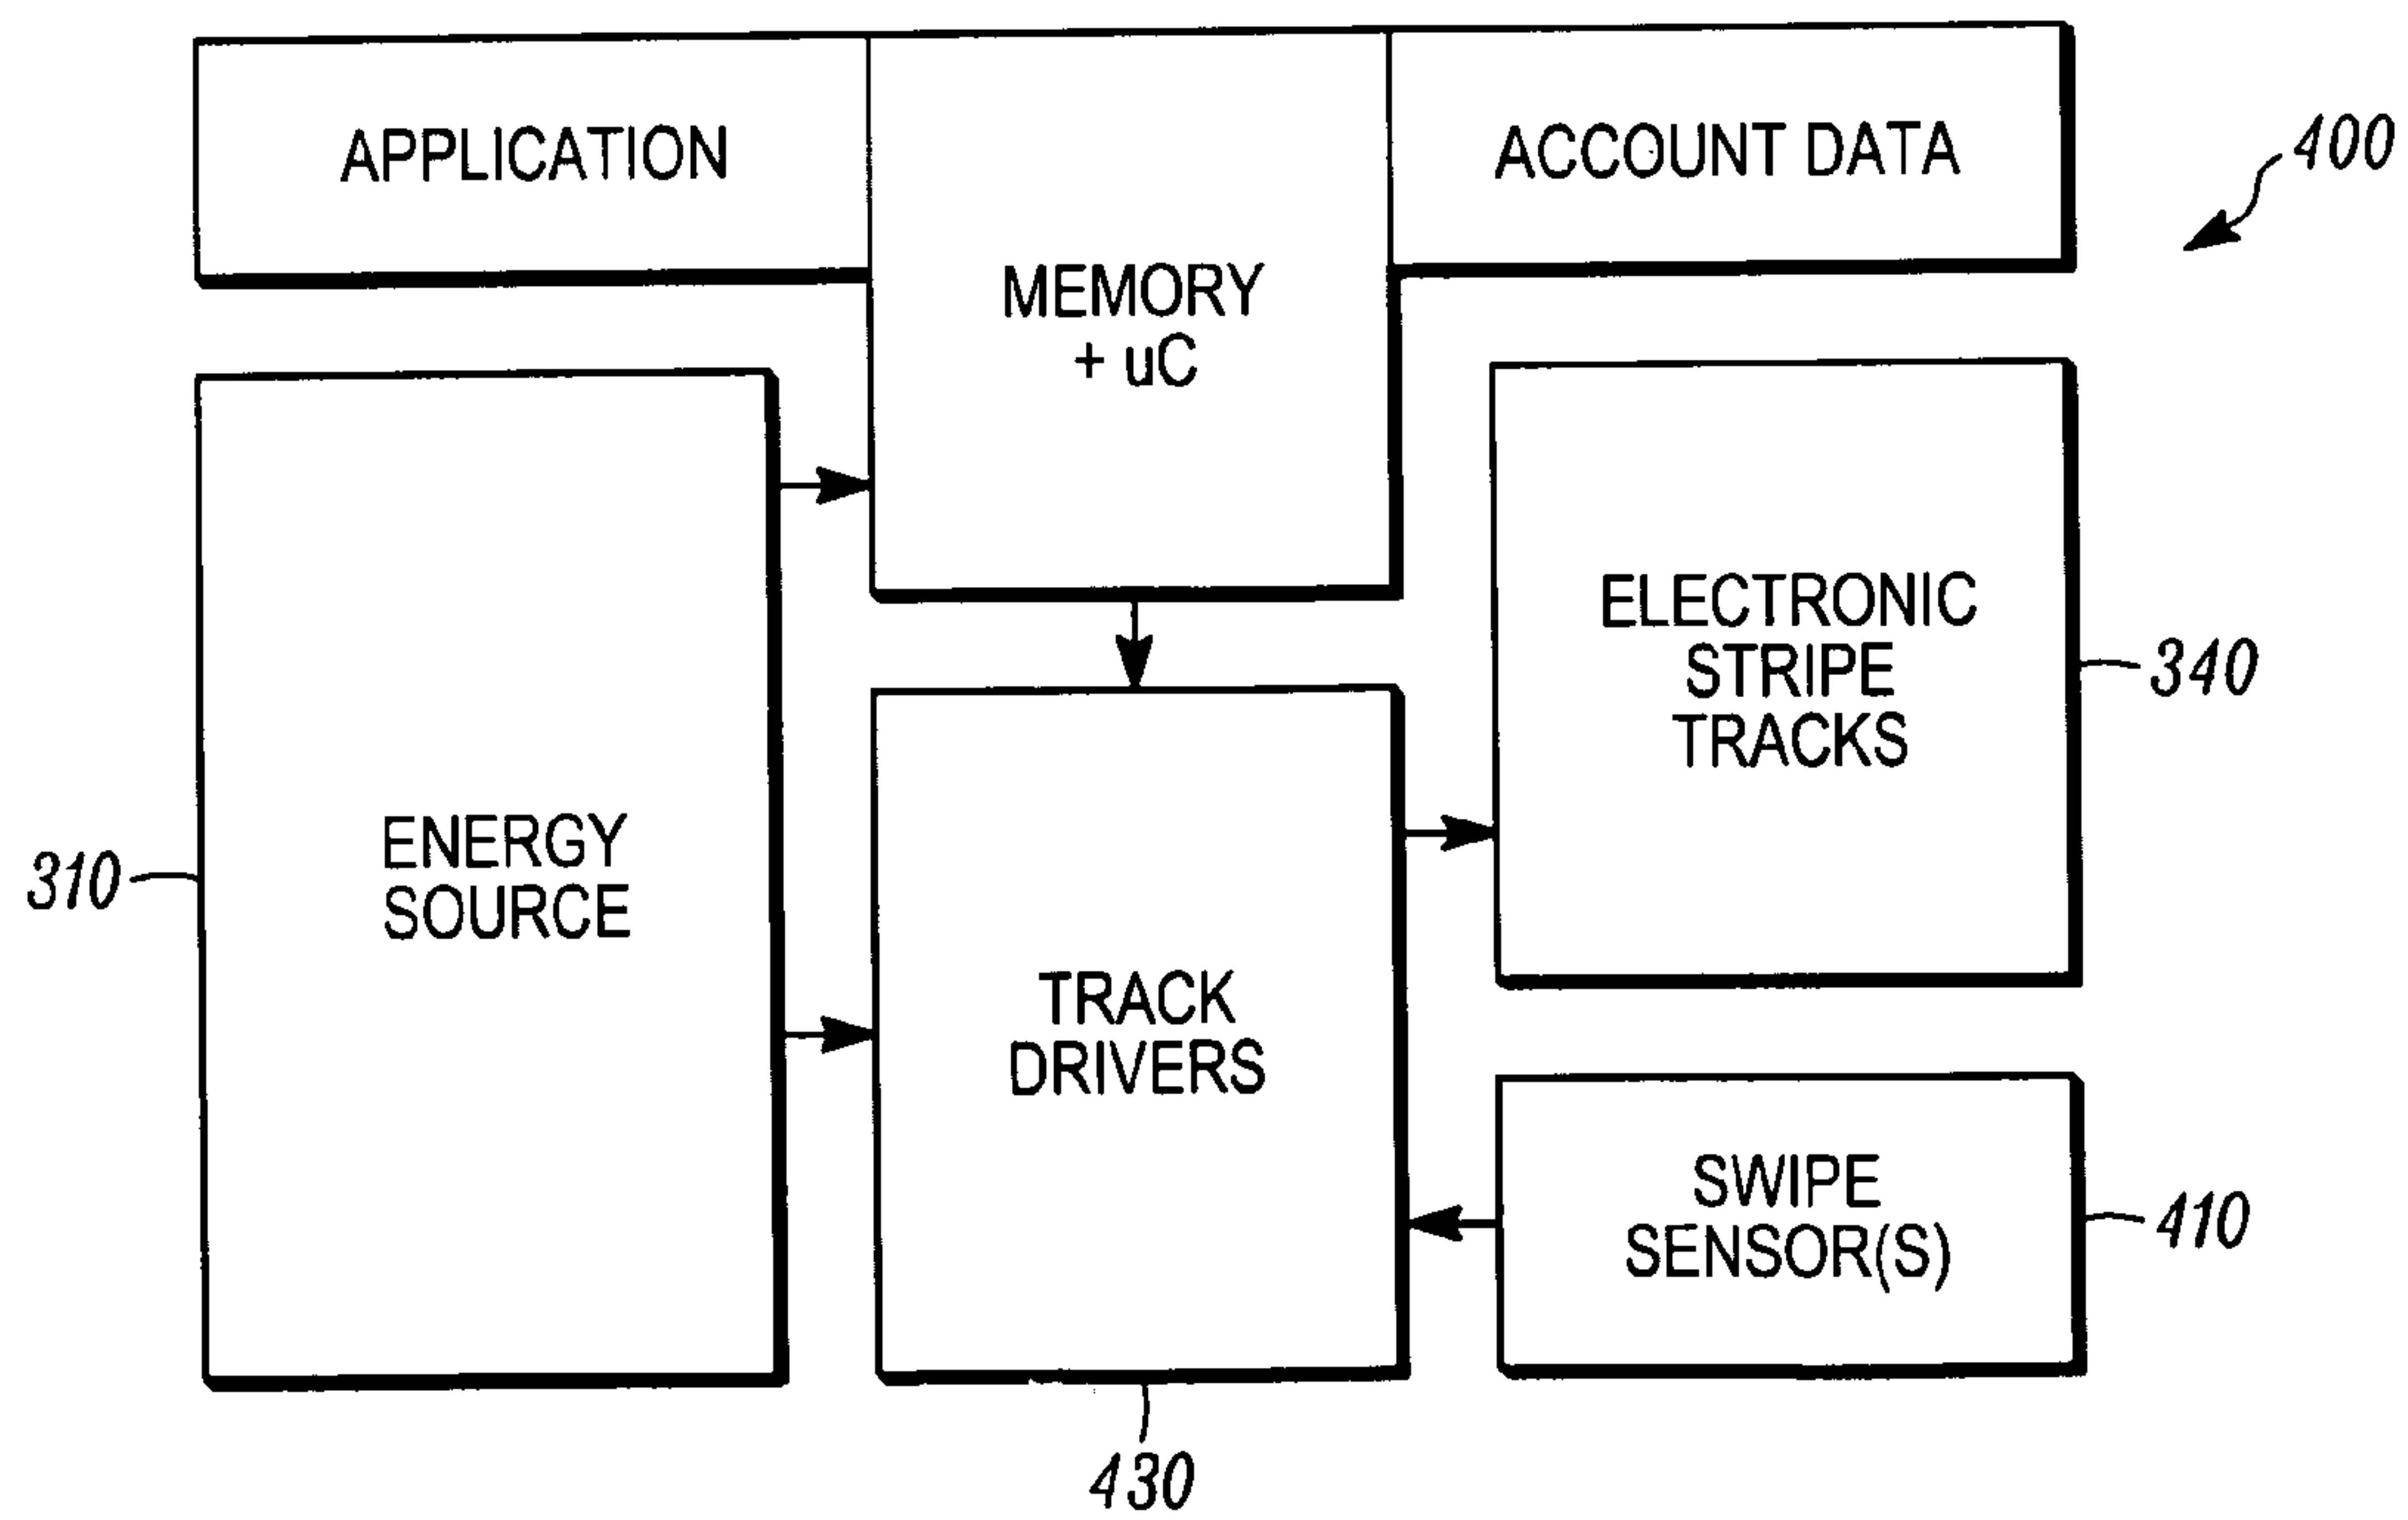 APPLICATION
MEMORY
+ uC
ACCOUNT DATA
400
ENERGY
SOURCE
310
ELECTRONIC
STRIPE
TRACKS
340
TRACK
DRIVERS
430
SWIPE
SENSOR(S)
410